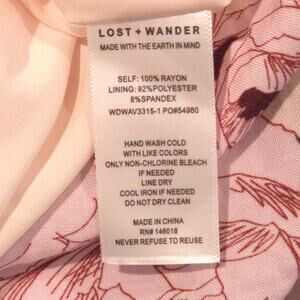 LOST + WANDER
MADE WITH THE EARTH IN MIND
SELF: 100% RAYON
LINING: 92%POLYESTER
8%SPANDEX
WDWAV3315-1 PO#54980
HAND WASH COLD
WITH LIKE COLORS
ONLY NON-CHLORINE BLEACH
IF NEEDED
LINE DRY
COOL IRON IF NEEDED
DO NOT DRY CLEAN
MADE IN CHINA
RN# 146018
NEVER REFUSE TO REUSE